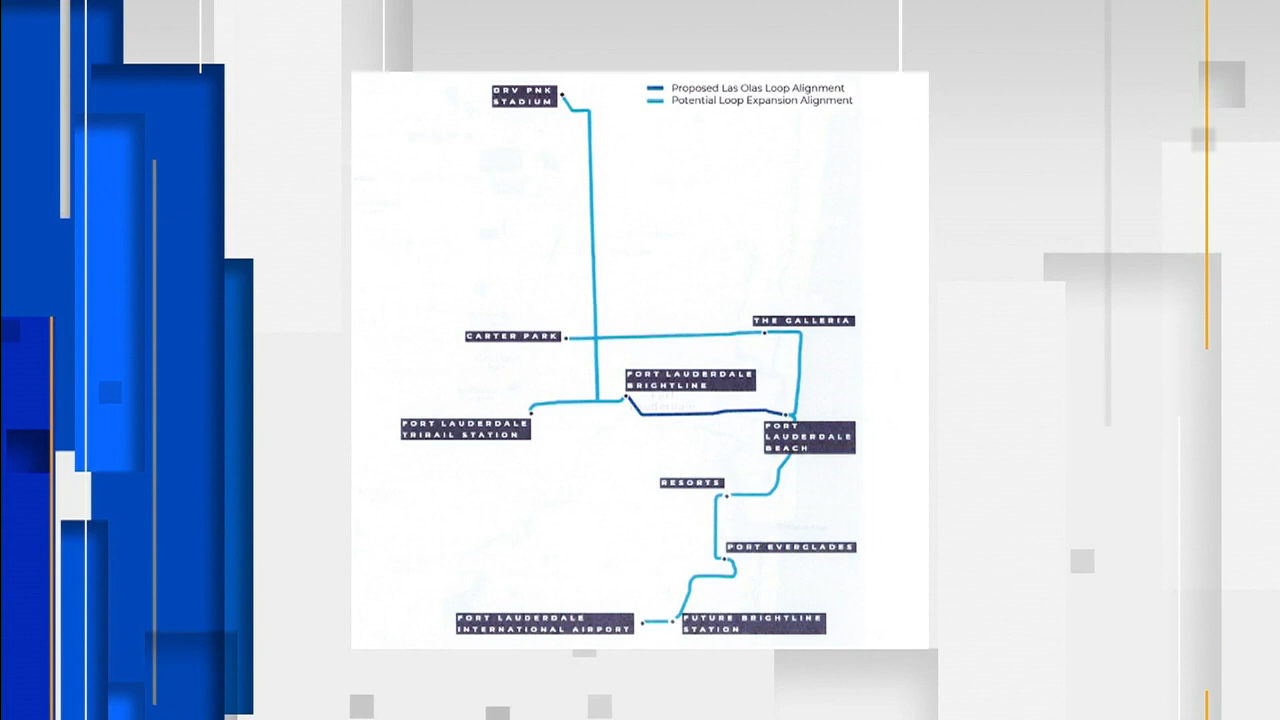 DRV PNK
STADIUM
Proposed Las Olas Loop Alignment
Potential Loop Expansion Alignment
THE GALLERIA
CARTER PARK
FORT LAUDERDALE
BRIGHTLINE
FORT LAUDERDALE
TRIRAIL STATION
FORT
LAUDERDALE
BEACH
RESORTS
PORT EVERGLADES
FORT LAUDERDALE
INTERNATIONAL AIRPORT
FUTURE BRIGHTLINE
STATION